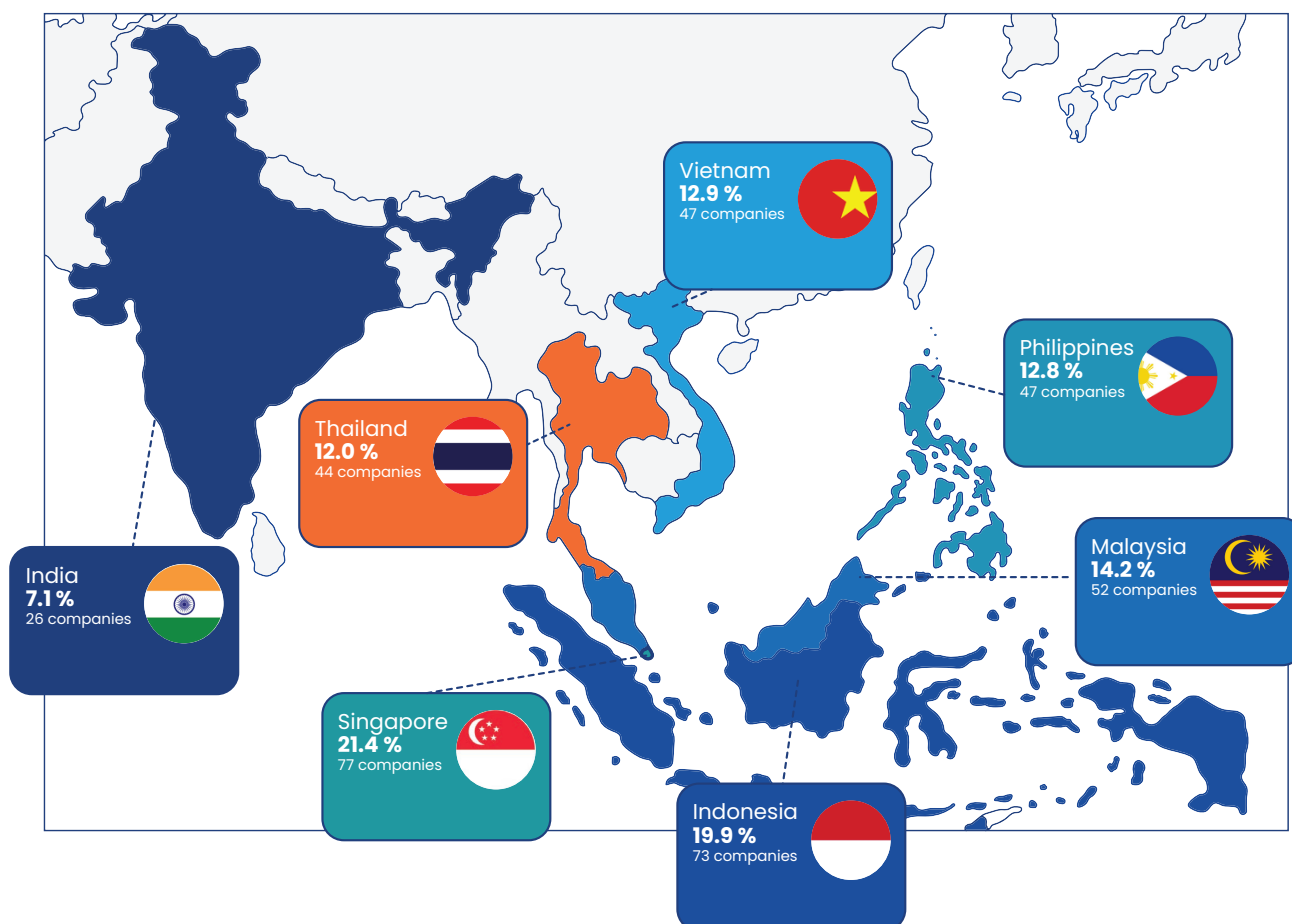 Vietnam
12.9 %
47 companies
Philippines
12.8 %
47 companies
Thailand
12.0 %
44 companies
Malaysia
14.2 %
52 companies
India
7.1 %
26 companies
Singapore
21.4 %
77 companies
Indonesia
19.9 %
73 companies